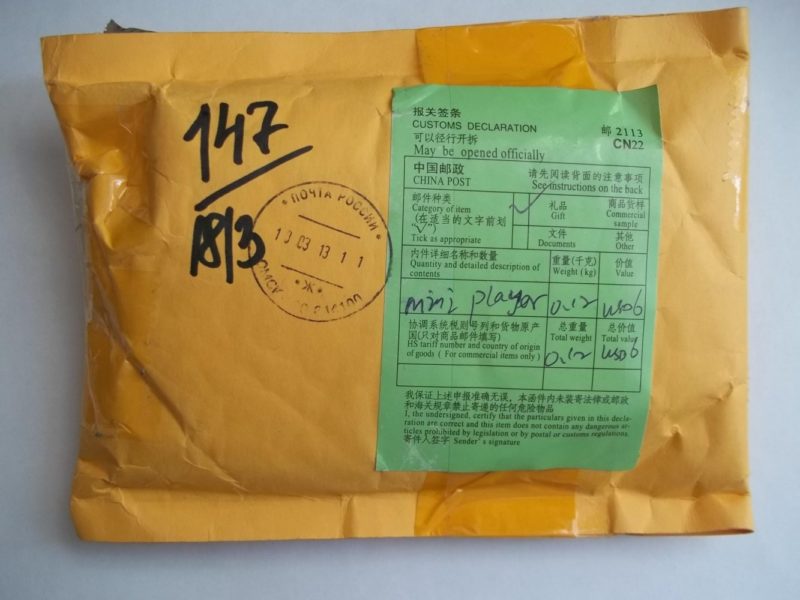 147
18/3
ПОЧТА РОССИИ
19 03 13 1 1
*Ж*
报关签条
CUSTOMS DECLARATION
可以径行开拆
May be opened officially
邮 2113
CN22
中国邮政
CHINA POST
请先阅读背面的注意事项
See instructions on the back
邮件种类
Category of item
(在适当的文字前划
"√")
Tick as appropriate
√
礼品
Gift
商品货样
Commercial
sample
文件
Documents
其他
Other
内件详细名称和数量
Quantity and detailed description of
contents
重量(千克)
Weight (kg)
价值
Value
mini player
0.12
USD6
协调系统税则号列和货物原产
国(只对商品邮件填写)
HS tariff number and country of origin
of goods ( For commercial items only )
总重量
Total weight
0.12
总价值
Total value
USD6
我保证上述申报准确无误，本函件内未装寄法律或邮政
和海关规章禁止寄递的任何危险物品
I, the undersigned, certify that the particulars given in this decla-
ration are correct and this item does not contain any dangerous ar-
ticles prohibited by legislation or by postal or customs regulations.
寄件人签字 Sender's signature